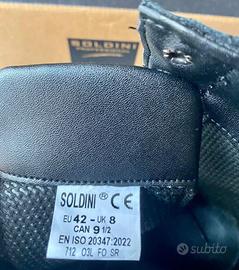 SOLDINI
SOLDINI® CE
EU 42 - UK 8
CAN 9 1/2
EN ISO 20347:2022
712 O3L FO SR
subito